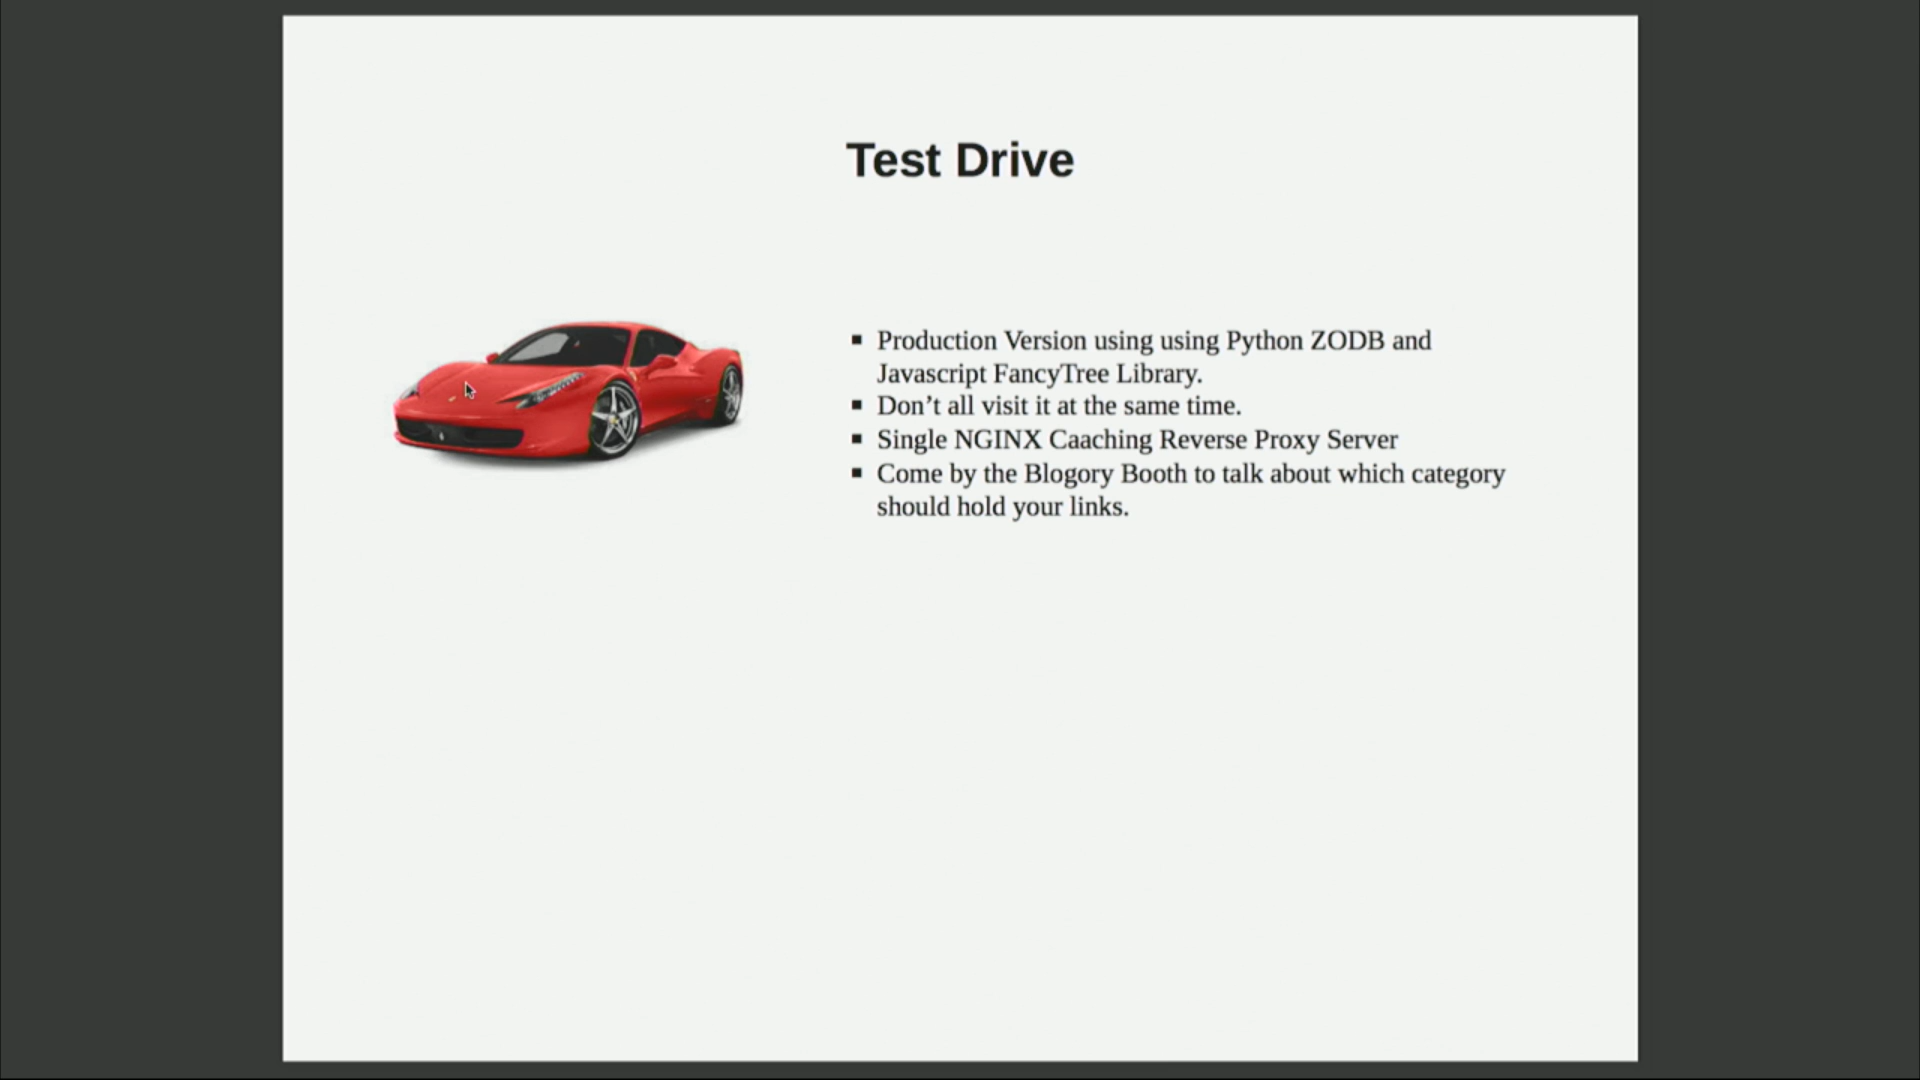 Test Drive
▪ Production Version using using Python ZODB and
Javascript FancyTree Library.
▪ Don’t all visit it at the same time.
▪ Single NGINX Caaching Reverse Proxy Server
▪ Come by the Blogory Booth to talk about which category
should hold your links.